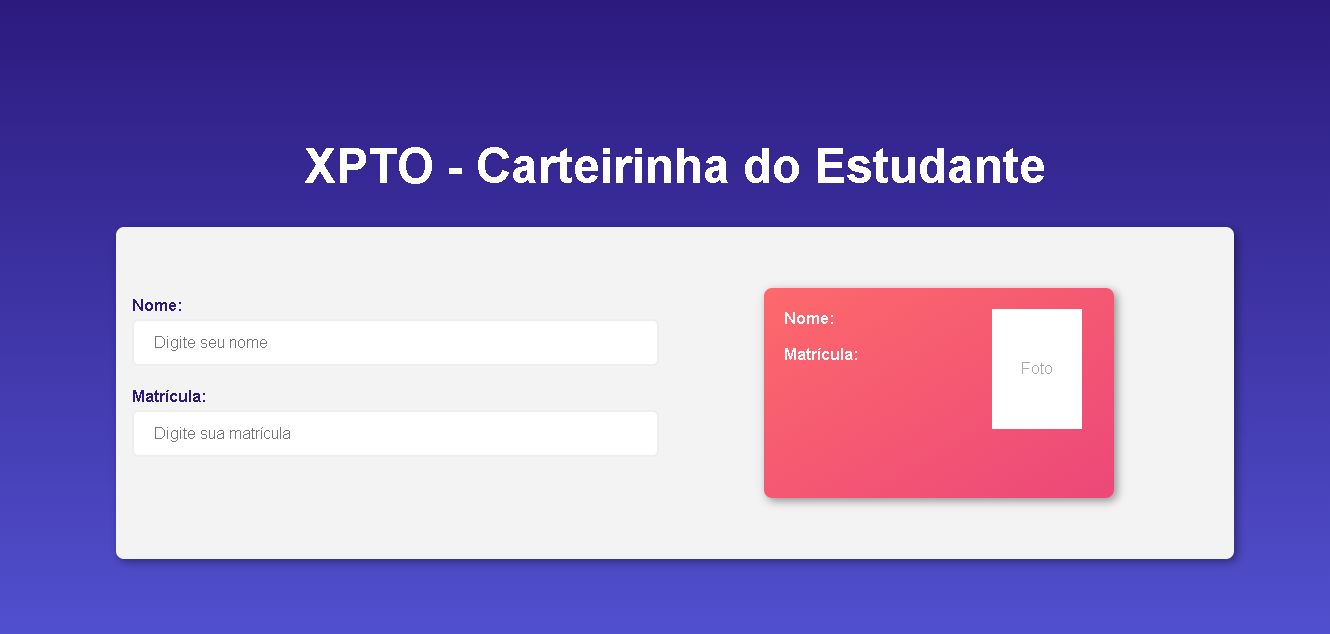 XPTO - Carteirinha do Estudante
Nome:
Digite seu nome
Matrícula:
Digite sua matrícula
Nome:
Matrícula:
Foto